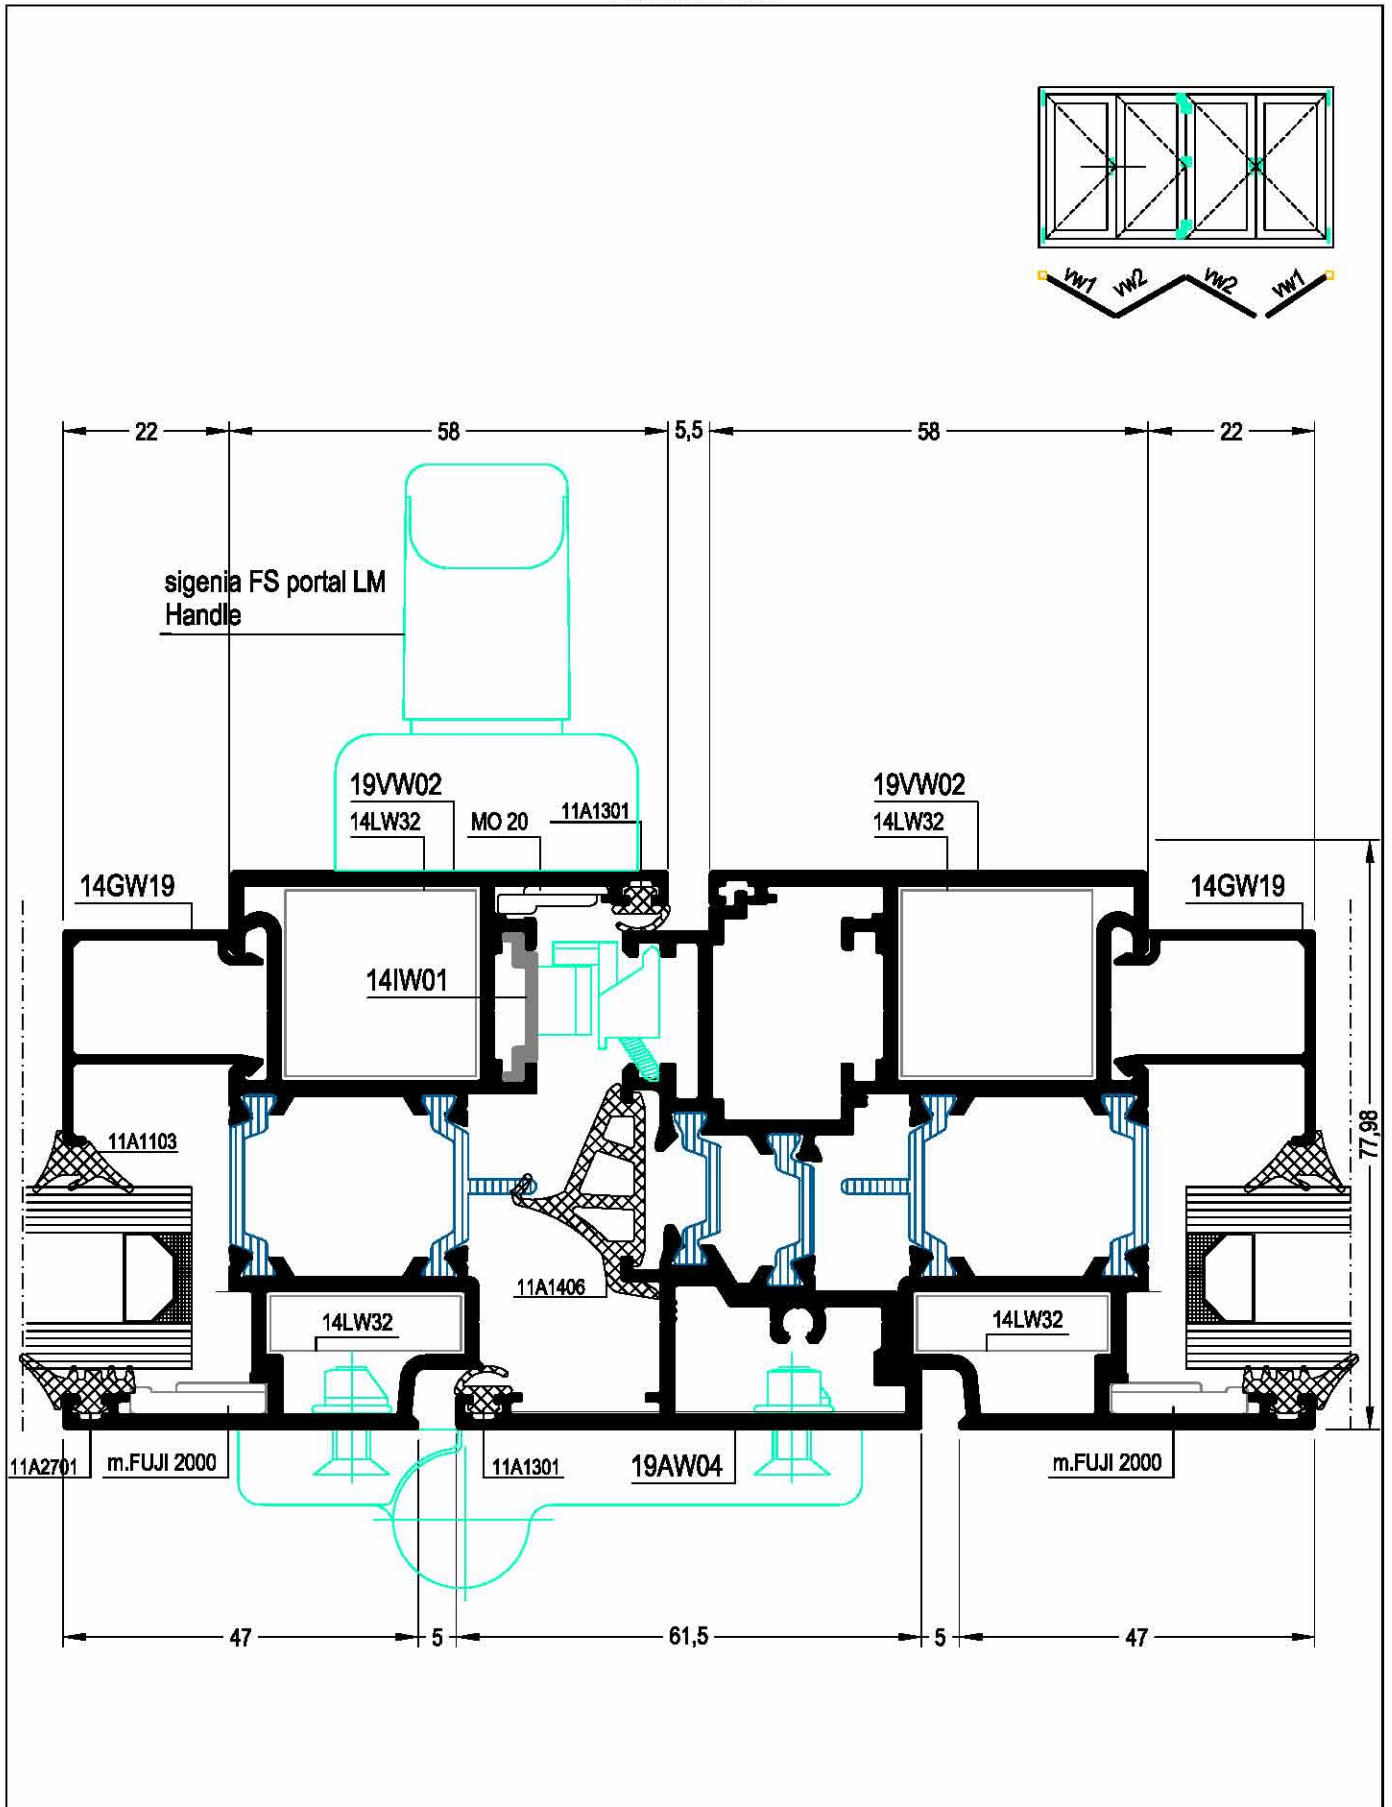 vw1
vw2
vw2
vw1
22
58
5,5
58
22
sigenia FS portal LM
Handle
19VW02
19VW02
14LW32
MO 20
11A1301
14LW32
14GW19
14GW19
14IW01
11A1103
77,98
11A1406
14LW32
14LW32
11A2701
m.FUJI 2000
11A1301
19AW04
m.FUJI 2000
47
5
61,5
5
47